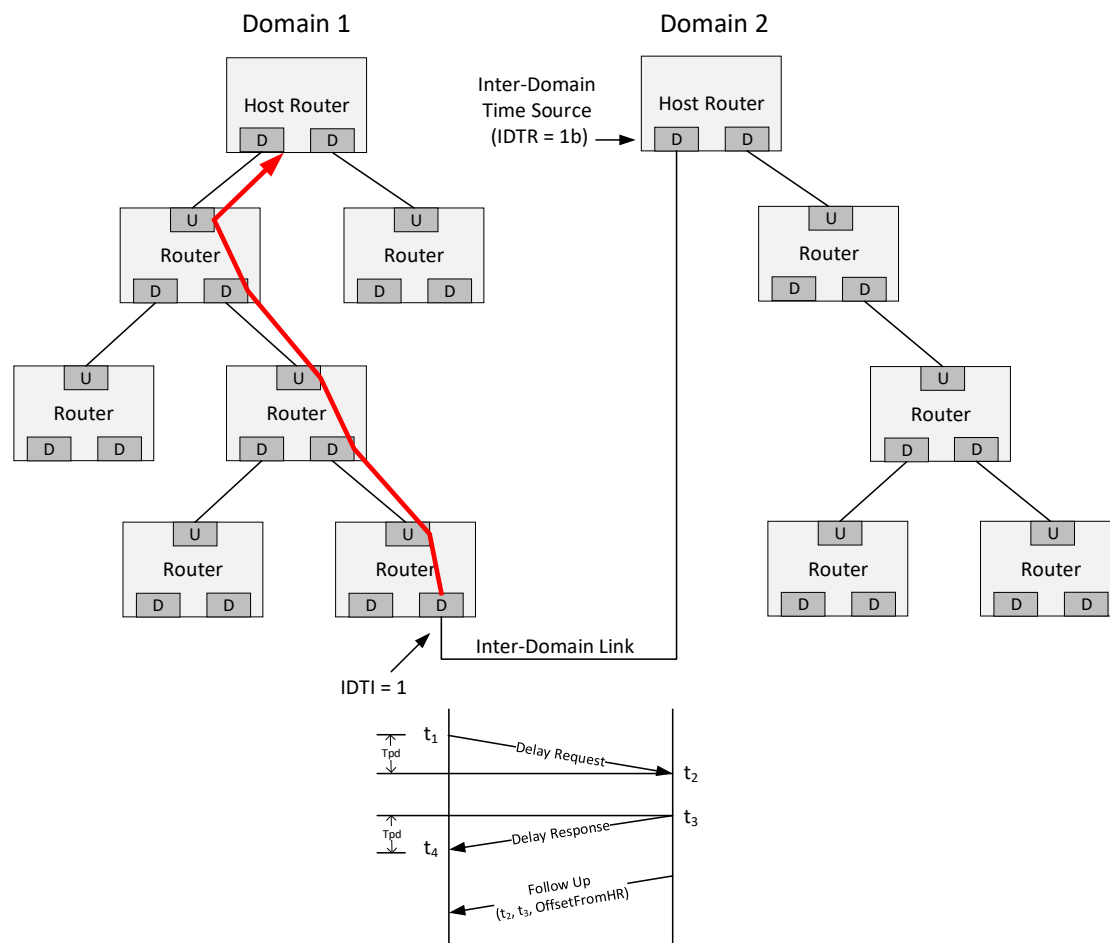 Domain 1
Domain 2
Host Router
D D
Inter-Domain
Time Source
(IDTR = 1b)
Host Router
D D
U
Router
D D
U
Router
D D
U
Router
D D
U
Router
D D
U
Router
D D
U
Router
D D
U
Router
D D
U
Router
D D
U
Router
D D
U
Router
D D
Inter-Domain Link
IDTI = 1
t1
Tpd
Delay Request
t2
t3
Tpd
Delay Response
t4
Follow Up
(t2, t3, OffsetFromHR)